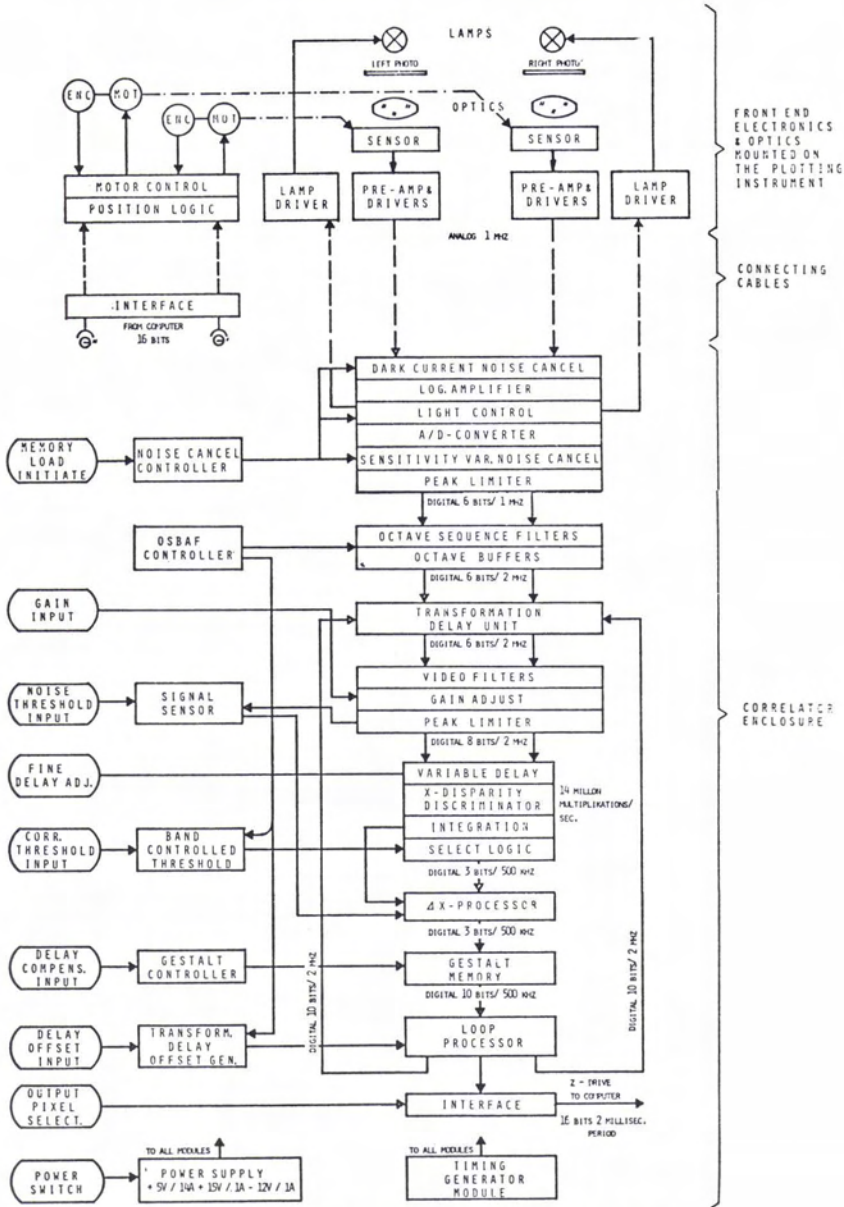 LAMPS
LEFT PHOTO
RIGHT PHOTO
ENC
MOT
ENC
MOT
OPTICS
SENSOR
SENSOR
FRONT END
ELECTRONICS
& OPTICS
MOUNTED ON
THE PLOTTING
INSTRUMENT
MOTOR CONTROL
POSITION LOGIC
LAMP
DRIVER
PRE-AMP&
DRIVERS
PRE-AMP&
DRIVERS
LAMP
DRIVER
ANALOG 1 MHZ
CONNECTING
CABLES
INTERFACE
FROM COMPUTER
16 BITS
DARK CURRENT NOISE CANCEL
LOG.AMPLIFIER
LIGHT CONTROL
A/D-CONVERTER
SENSITIVITY VAR.NOISE CANCEL
PEAK LIMITER
MEMORY
LOAD
INITIATE
NOISE CANCEL
CONTROLLER
DIGITAL 6 BITS/ 1 MHZ
OSBAF
CONTROLLER
OCTAVE SEQUENCE FILTERS
OCTAVE BUFFERS
DIGITAL 6 BITS/ 2 MHZ
GAIN
INPUT
TRANSFORMATION
DELAY UNIT
DIGITAL 6 BITS/ 2 MHZ
NOISE
THRESHOLD
INPUT
SIGNAL
SENSOR
VIDEO FILTERS
GAIN ADJUST
PEAK LIMITER
DIGITAL 8 BITS/ 2 MHZ
CORRELATOR
ENCLOSURE
FINE
DELAY ADJ.
VARIABLE DELAY
X-DISPARITY
DISCRIMINATOR
INTEGRATION
SELECT LOGIC
14 MILLON
MULTIPLIKATIONS/
SEC.
CORR.
THRESHOLD
INPUT
BAND
CONTROLLED
THRESHOLD
DIGITAL 3 BITS/ 500 KHZ
ΔX-PROCESSOR
DIGITAL 3 BITS/ 500 KHZ
DELAY
COMPENS.
INPUT
GESTALT
CONTROLLER
GESTALT
MEMORY
DIGITAL 10 BITS/ 2 MHZ
DIGITAL 10 BITS/ 2 MHZ
DIGITAL 10 BITS/ 500 KHZ
DELAY
OFFSET
INPUT
TRANSFORM.
DELAY
OFFSET GEN.
LOOP
PROCESSOR
OUTPUT
PIXEL
SELECT.
INTERFACE
Z - DRIVE
TO COMPUTER
16 BITS 2 MILLISEC.
PERIOD
TO ALL MODULES
TO ALL MODULES
POWER
SWITCH
POWER SUPPLY
+ 5V / 14A + 15V /.1A - 12V / 1A
TIMING
GENERATOR
MODULE